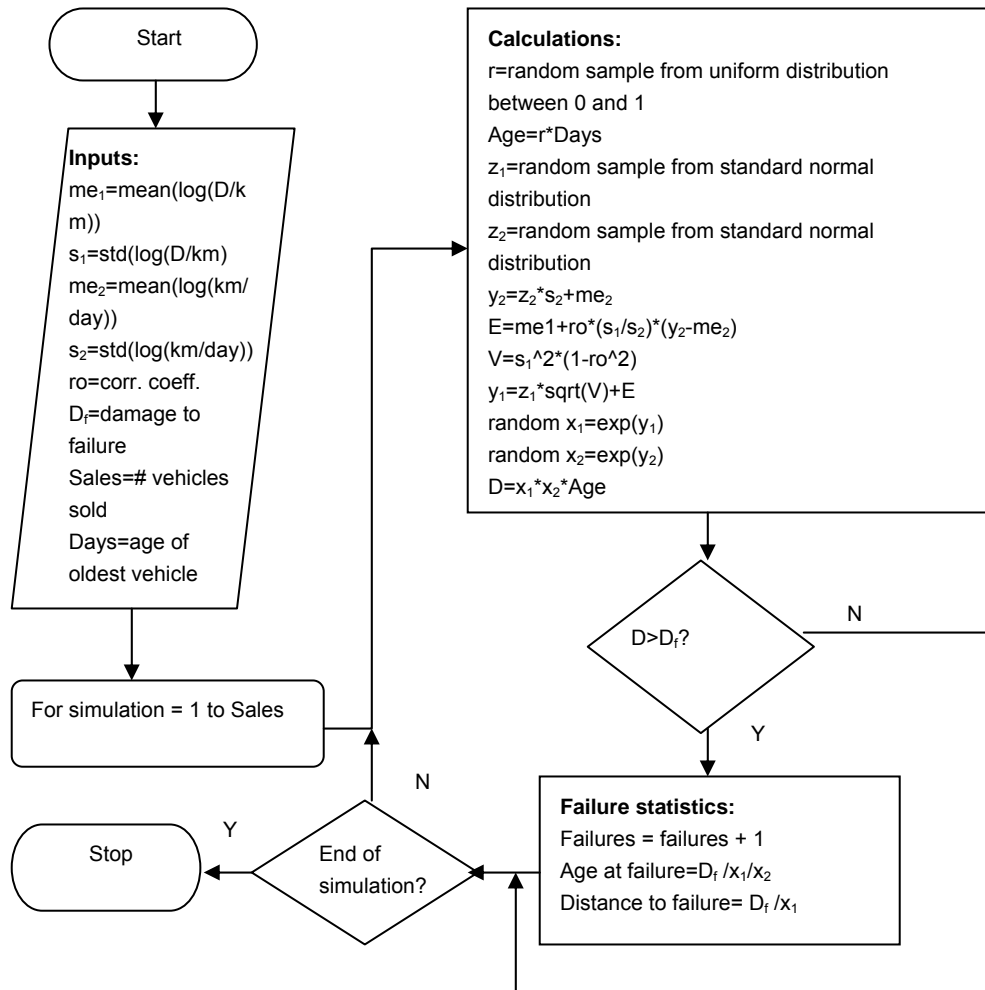 Start
Inputs:
me₁=mean(log(D/k
m))
s₁=std(log(D/km)
me₂=mean(log(km/
day))
s₂=std(log(km/day))
ro=corr. coeff.
D_f=damage to
failure
Sales=# vehicles
sold
Days=age of
oldest vehicle
For simulation = 1 to Sales
Calculations:
r=random sample from uniform distribution
between 0 and 1
Age=r*Days
z₁=random sample from standard normal
distribution
z₂=random sample from standard normal
distribution
y₂=z₂*s₂+me₂
E=me1+ro*(s₁/s₂)*(y₂-me₂)
V=s₁^2*(1-ro^2)
y₁=z₁*sqrt(V)+E
random x₁=exp(y₁)
random x₂=exp(y₂)
D=x₁*x₂*Age
D>D_f?
N
Y
Failure statistics:
Failures = failures + 1
Age at failure=D_f /x₁/x₂
Distance to failure= D_f /x₁
End of
simulation?
N
Y
Stop